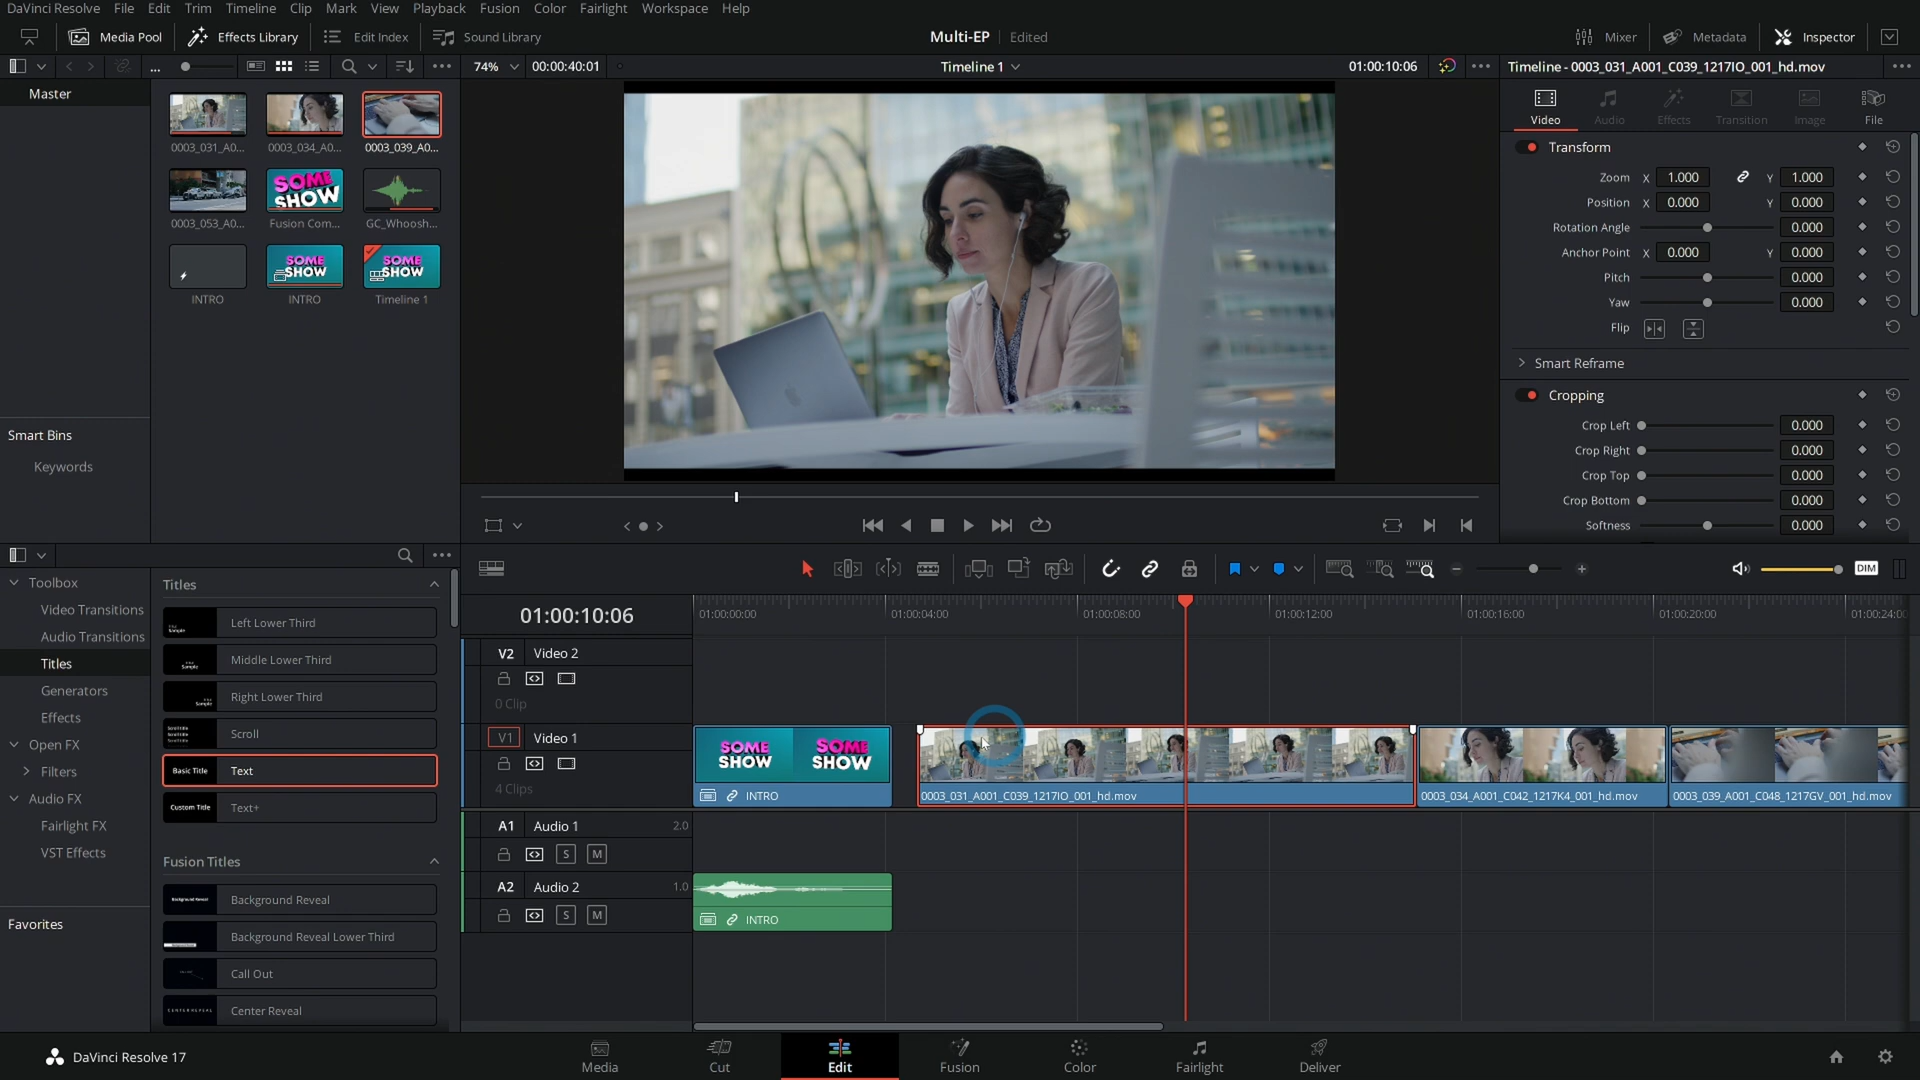 DaVinci Resolve File Edit Trim Timeline Clip Mark View Playback Fusion Color Fairlight Workspace Help
Media Pool Effects Library Edit Index Sound Library Multi-EP Edited Mixer Metadata Inspector
... 74% 00:00:40:01 Timeline 1 01:00:10:06 Timeline - 0003_031_A001_C039_1217IO_001_hd.mov
Master
0003_031_A0... 0003_034_A0... 0003_039_A0...
SOME SHOW
0003_053_A0... Fusion Com... GC_Whoosh...
SOME SHOW SOME SHOW
INTRO INTRO Timeline 1
Smart Bins
Keywords
Video Audio Effects Transition Image File
Transform
Zoom X 1.000 Y 1.000
Position X 0.000 Y 0.000
Rotation Angle 0.000
Anchor Point X 0.000 Y 0.000
Pitch 0.000
Yaw 0.000
Flip
Smart Reframe
Cropping
Crop Left 0.000
Crop Right 0.000
Crop Top 0.000
Crop Bottom 0.000
Softness 0.000
Toolbox
Video Transitions
Audio Transitions
Titles
Generators
Effects
Open FX
Filters
Audio FX
Fairlight FX
VST Effects
Favorites
Titles
Left Lower Third
Sample Middle Lower Third
Right Lower Third
Scroll
Basic Title Text
Custom Title Text+
Fusion Titles
Background Reveal Background Reveal
Background Reveal Lower Third
Call Out
CENTER REVEAL Center Reveal
DIM
01:00:10:06 01:00:00:00 01:00:04:00 01:00:08:00 01:00:12:00 01:00:16:00 01:00:20:00 01:00:24:00
V2 Video 2
0 Clip
V1 Video 1
4 Clips
SOME SHOW SOME SHOW
INTRO 0003_031_A001_C039_1217IO_001_hd.mov 0003_034_A001_C042_1217K4_001_hd.mov 0003_039_A001_C048_1217GV_001_hd.mov
A1 Audio 1 2.0
S M
A2 Audio 2 1.0
S M INTRO
DaVinci Resolve 17 Media Cut Edit Fusion Color Fairlight Deliver